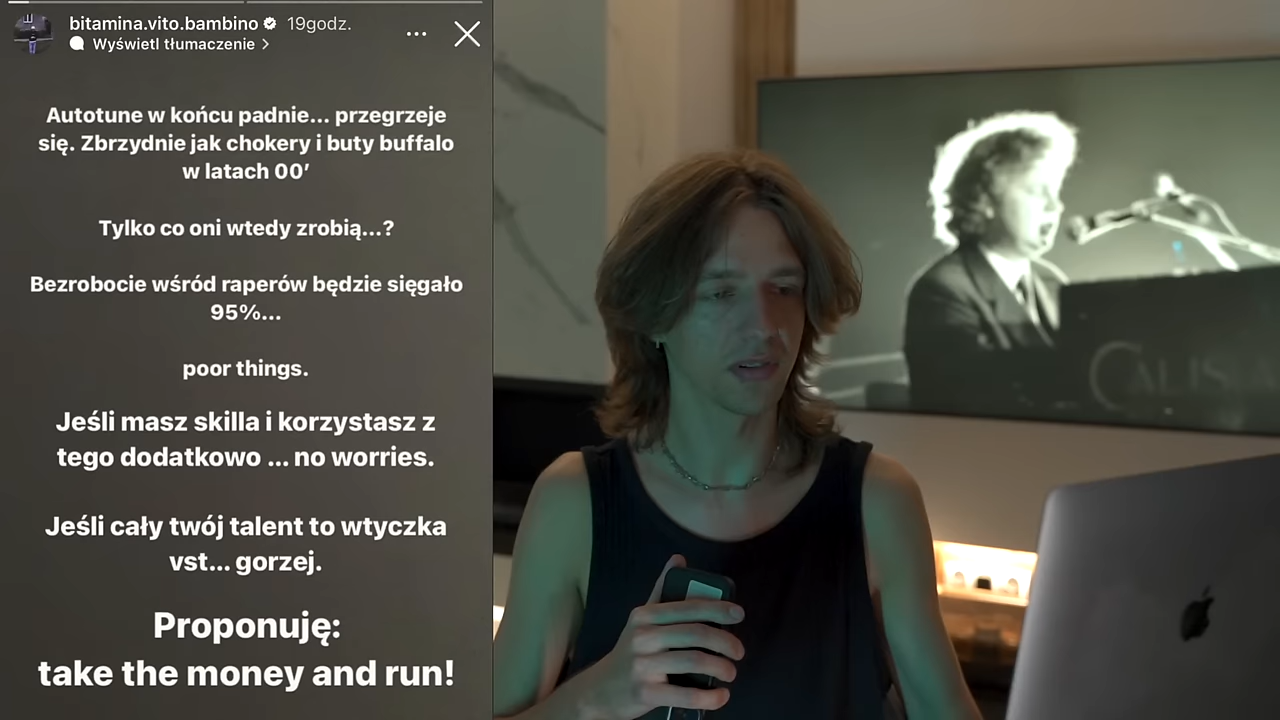 bitamina.vito.bambino 19godz.
Wyświetl tłumaczenie
Autotune w końcu padnie... przegrzeje
się. Zbrzydnie jak chokery i buty buffalo
w latach 00’
Tylko co oni wtedy zrobią...?
Bezrobocie wśród raperów będzie sięgało
95%...
poor things.
Jeśli masz skilla i korzystasz z
tego dodatkowo ... no worries.
Jeśli cały twój talent to wtyczka
vst... gorzej.
Proponuję:
take the money and run!
CALIS